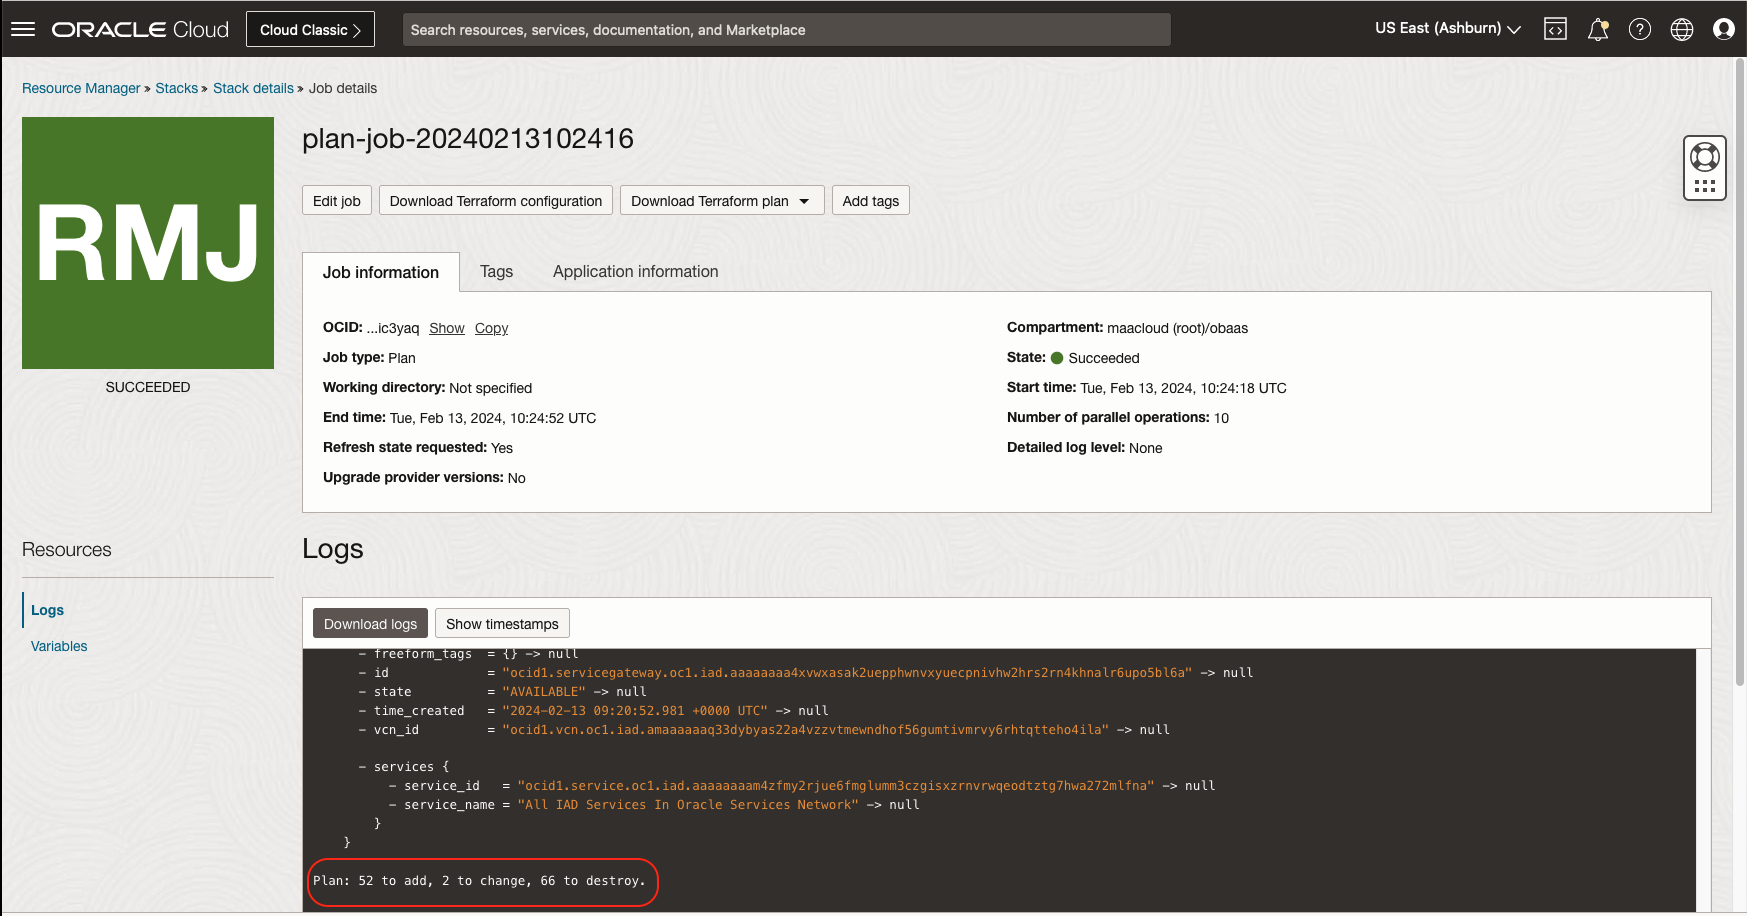 ORACLE Cloud
Cloud Classic
Search resources, services, documentation, and Marketplace
US East (Ashburn)
Resource Manager » Stacks » Stack details » Job details
RMJ
SUCCEEDED
plan-job-20240213102416
Edit job
Download Terraform configuration
Download Terraform plan
Add tags
Job information
Tags
Application information
OCID: ...ic3yaq Show Copy
Job type: Plan
Working directory: Not specified
End time: Tue, Feb 13, 2024, 10:24:52 UTC
Refresh state requested: Yes
Upgrade provider versions: No
Compartment: maacloud (root)/obaas
State: Succeeded
Start time: Tue, Feb 13, 2024, 10:24:18 UTC
Number of parallel operations: 10
Detailed log level: None
Resources
Logs
Variables
Logs
Download logs
Show timestamps
- freeform_tags = {} -> null
- id = "ocid1.servicegateway.oc1.iad.aaaaaaaa4xvwxasak2uepphwnvxyuecpnivhw2hrs2rn4khnalr6upo5bl6a" -> null
- state = "AVAILABLE" -> null
- time_created = "2024-02-13 09:20:52.981 +0000 UTC" -> null
- vcn_id = "ocid1.vcn.oc1.iad.amaaaaaaq33dybyas22a4vzzvtmewndhof56gumtivmrvy6rhtqtteho4ila" -> null
- services {
- service_id = "ocid1.service.oc1.iad.aaaaaaaam4zfmy2rjue6fmglumm3czgisxzrnvrwqeodtztg7hwa272mlfna" -> null
- service_name = "All IAD Services In Oracle Services Network" -> null
}
}
Plan: 52 to add, 2 to change, 66 to destroy.